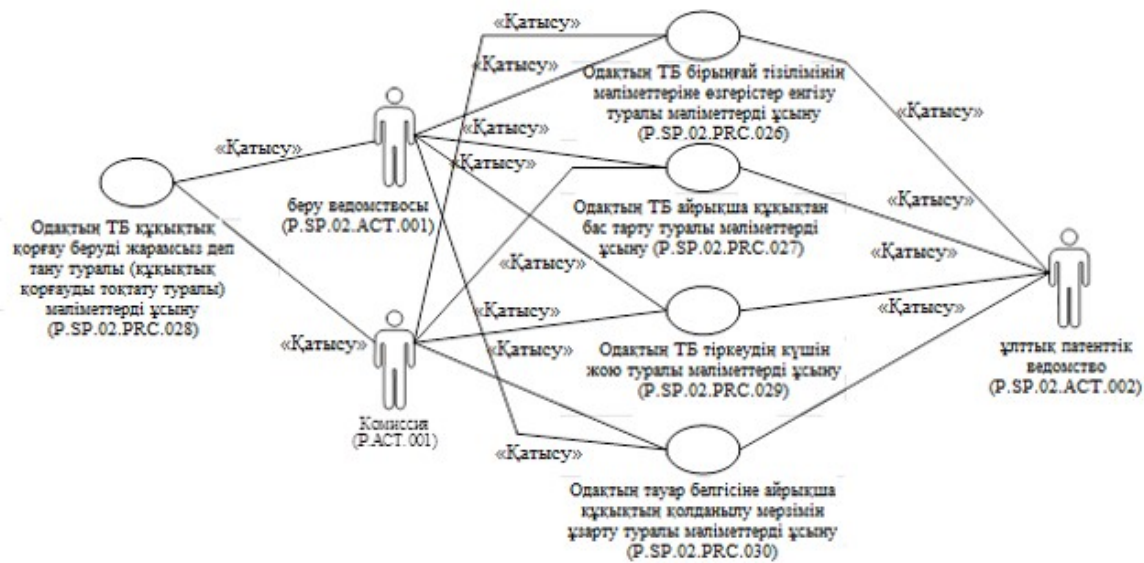 «Қатысу»
«Қатысу»
Одақтың ТБ бірыңғай тізілімінің
мәліметтеріне өзгерістер енгізу
туралы мәліметтерді ұсыну
(P.SP.02.PRC.026)
«Қатысу»
«Қатысу»
«Қатысу»
«Қатысу»
«Қатысу»
беру ведомствосы
(P.SP.02.ACT.001)
Одақтың ТБ айрықша құқықтан
бас тарту туралы мәліметтерді
ұсыну (P.SP.02.PRC.027)
«Қатысу»
Одақтың ТБ құқықтық
қорғау беруді жарамсыз деп
тану туралы (құқықтық
қорғауды тоқтату туралы)
мәліметтерді ұсыну
(P.SP.02.PRC.028)
«Қатысу»
«Қатысу»
«Қатысу»
«Қатысу»
«Қатысу»
Одақтың ТБ тіркеудің күшін
жою туралы мәліметтерді ұсыну
(P.SP.02.PRC.029)
ұлттық патенттік
ведомство
(P.SP.02.ACT.002)
Комиссия
(P.ACT.001)
«Қатысу»
Одақтың тауар белгісіне айрықша
құқықтың қолданылу мерзімін
ұзарту туралы мәліметтерді ұсыну
(P.SP.02.PRC.030)